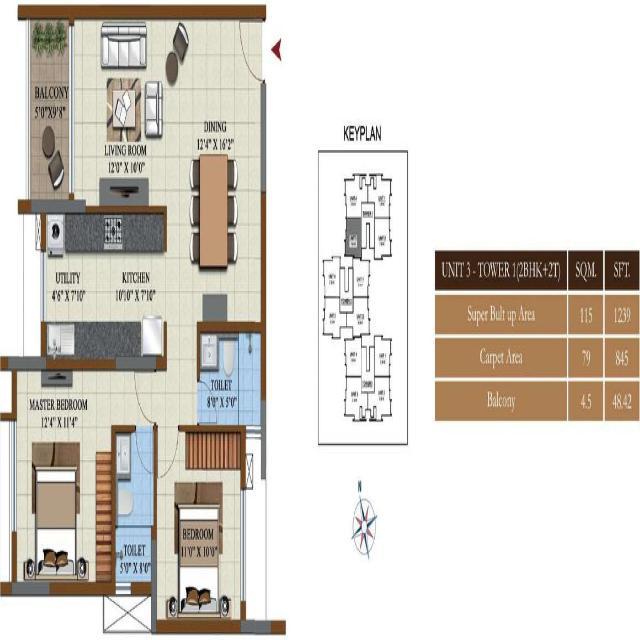 BALCONY
5'0"X9'8"
LIVING ROOM
12'0" X 10'0"
DINING
12'4" X 16'2"
UTILITY
4'6" X 7'10"
KITCHEN
10'10" X 7'10"
TOILET
8'0" X 5'0"
MASTER BEDROOM
12'4" X 11'4"
TOILET
5'0" X 8'0"
BEDROOM
11'0" X 10'0"
KEYPLAN
N
UNIT 3 - TOWER 1(2BHK+2T) SQM. SFT.
Super Bult up Area 115 1239
Carpet Area 79 845
Balcony 4.5 48.42